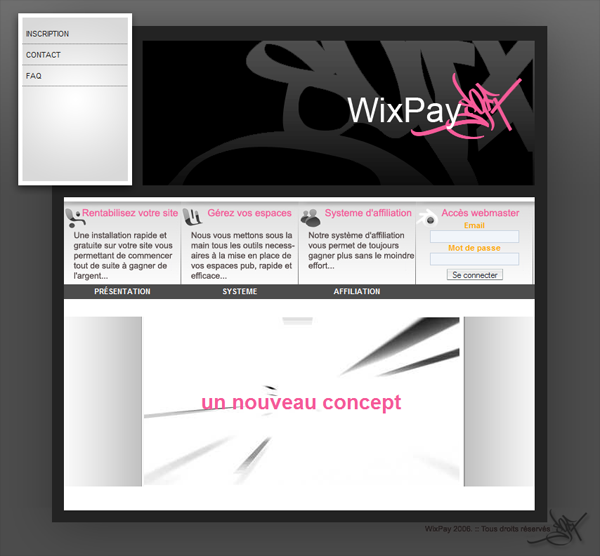 INSCRIPTION
CONTACT
FAQ
WixPay
Rentabilisez votre site
Une installation rapide et
gratuite sur votre site vous
permettant de commencer
tout de suite à gagner de
l'argent...
Gérez vos espaces
Nous vous mettons sous la
main tous les outils necess-
aires à la mise en place de
vos espaces pub, rapide et
efficace...
Systeme d'affiliation
Notre système d'affiliation
vous permet de toujours
gagner plus sans le moindre
effort...
Accès webmaster
Email
Mot de passe
Se connecter
PRÉSENTATION
SYSTEME
AFFILIATION
un nouveau concept
WixPay 2008. :: Tous droits réservés